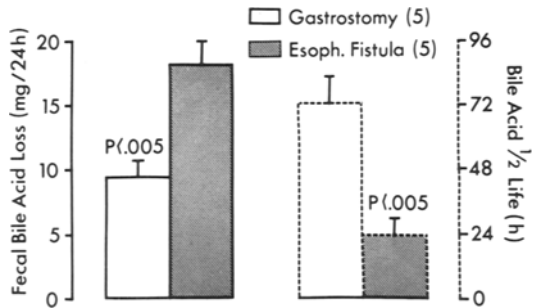 Gastrostomy (5)
Esoph. Fistula (5)
Fecal Bile Acid Loss (mg/24h)
20
15
10
5
0
P⟨.005
P⟨.005
96
72
48
24
0
Bile Acid ½ Life (h)